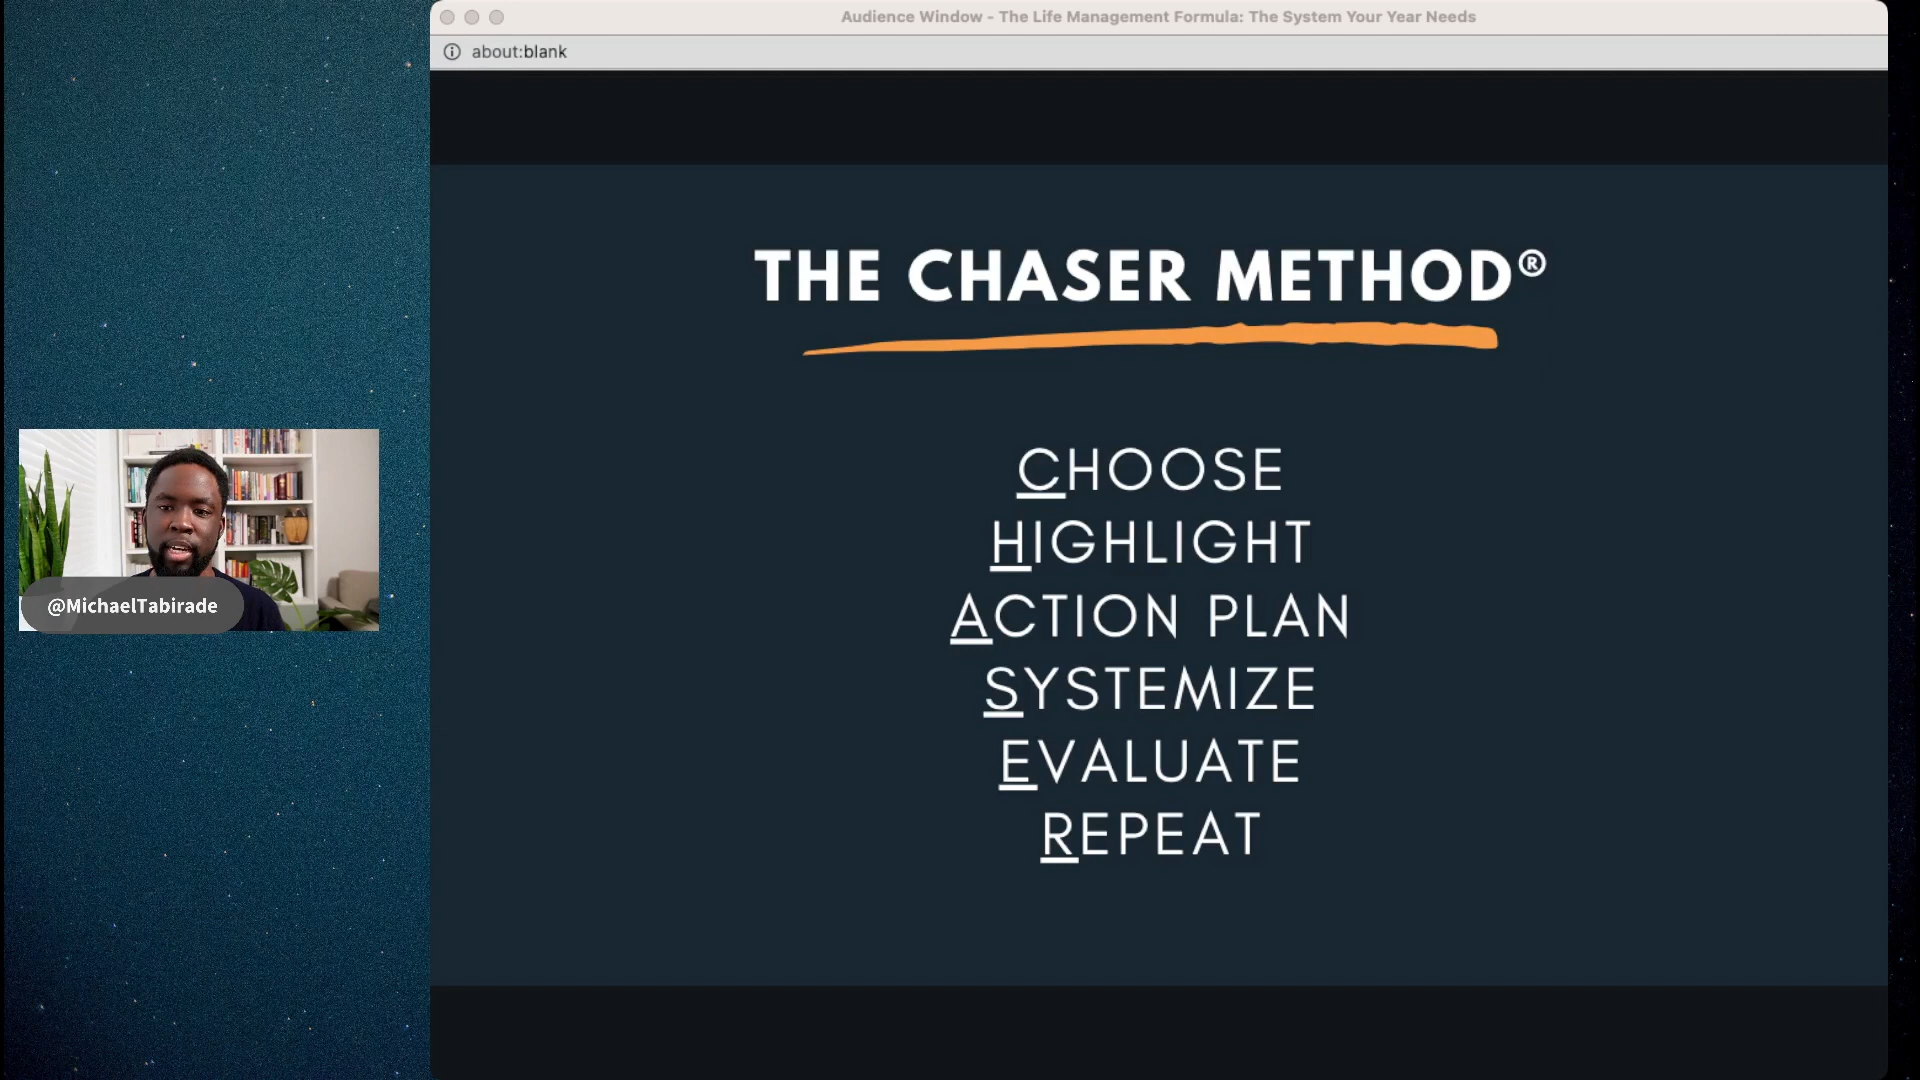 Audience Window - The Life Management Formula: The System Your Year Needs
about:blank
THE CHASER METHOD®
CHOOSE
HIGHLIGHT
ACTION PLAN
SYSTEMIZE
EVALUATE
REPEAT
@MichaelTabirade